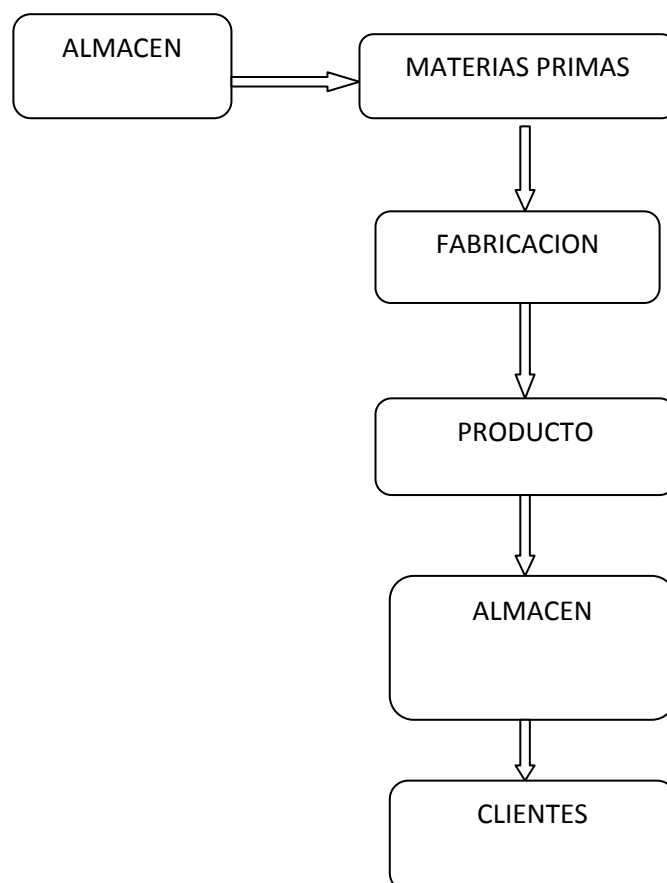 ALMACEN
MATERIAS PRIMAS
FABRICACION
PRODUCTO
ALMACEN
CLIENTES